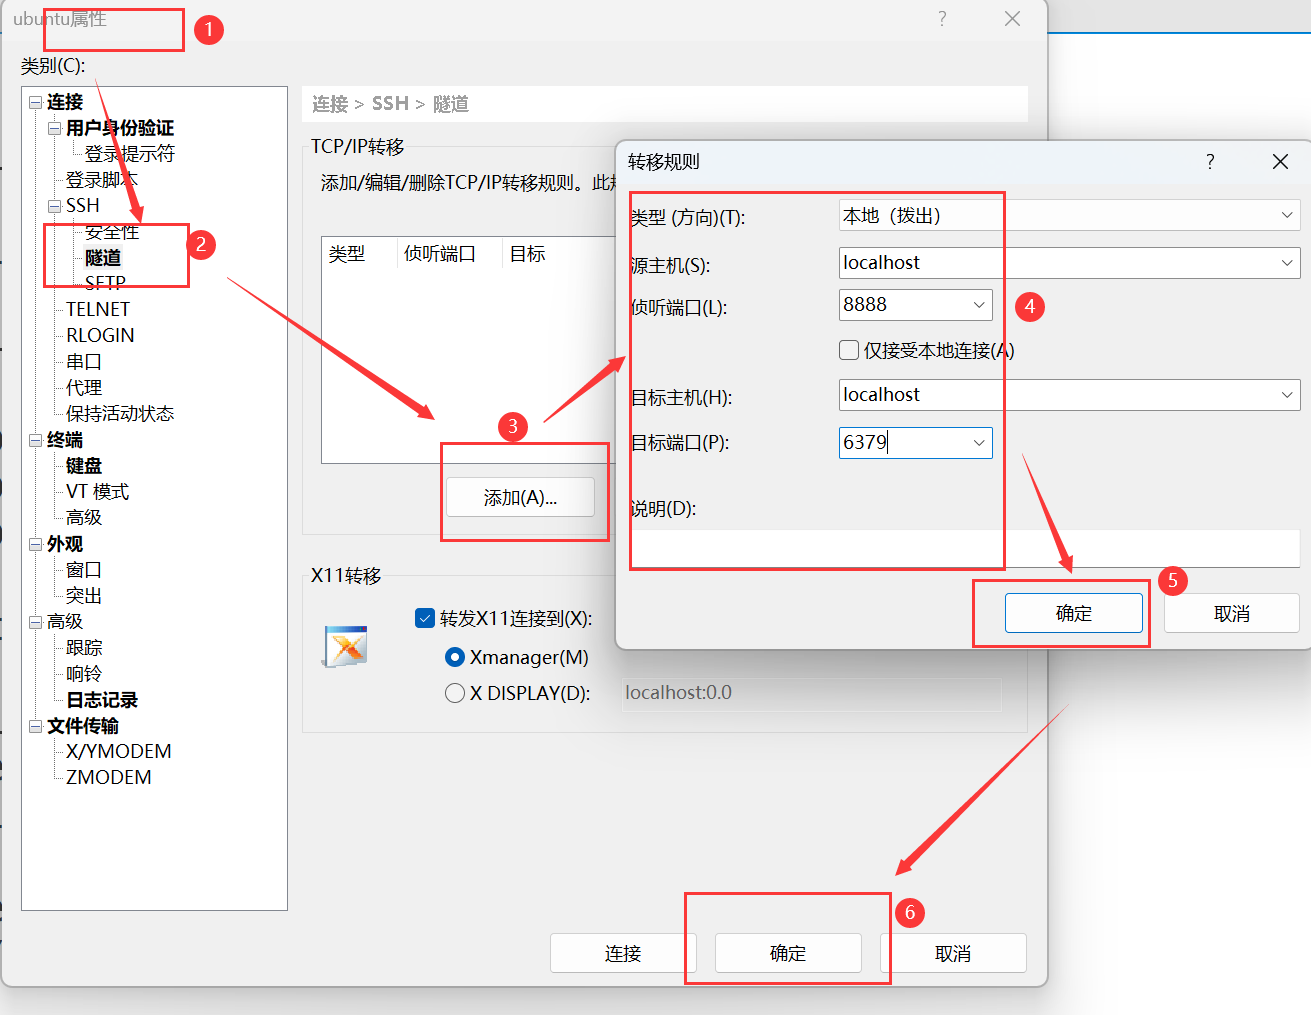 ubuntu属性
1
类别(C):
连接
用户身份验证
登录提示符
登录脚本
SSH
安全性
隧道
SFTP
2
TELNET
RLOGIN
串口
代理
保持活动状态
终端
键盘
VT 模式
高级
外观
窗口
突出
高级
跟踪
响铃
日志记录
文件传输
X/YMODEM
ZMODEM
连接 > SSH > 隧道
TCP/IP转移
添加/编辑/删除TCP/IP转移规则。此
类型 侦听端口 目标
3
添加(A)...
X11转移
转发X11连接到(X):
Xmanager(M)
X DISPLAY(D): localhost:0.0
连接 确定 取消
6
转移规则
类型 (方向)(T): 本地（拨出）
源主机(S): localhost
侦听端口(L): 8888
4
仅接受本地连接(A)
目标主机(H): localhost
目标端口(P): 6379
说明(D):
5
确定 取消